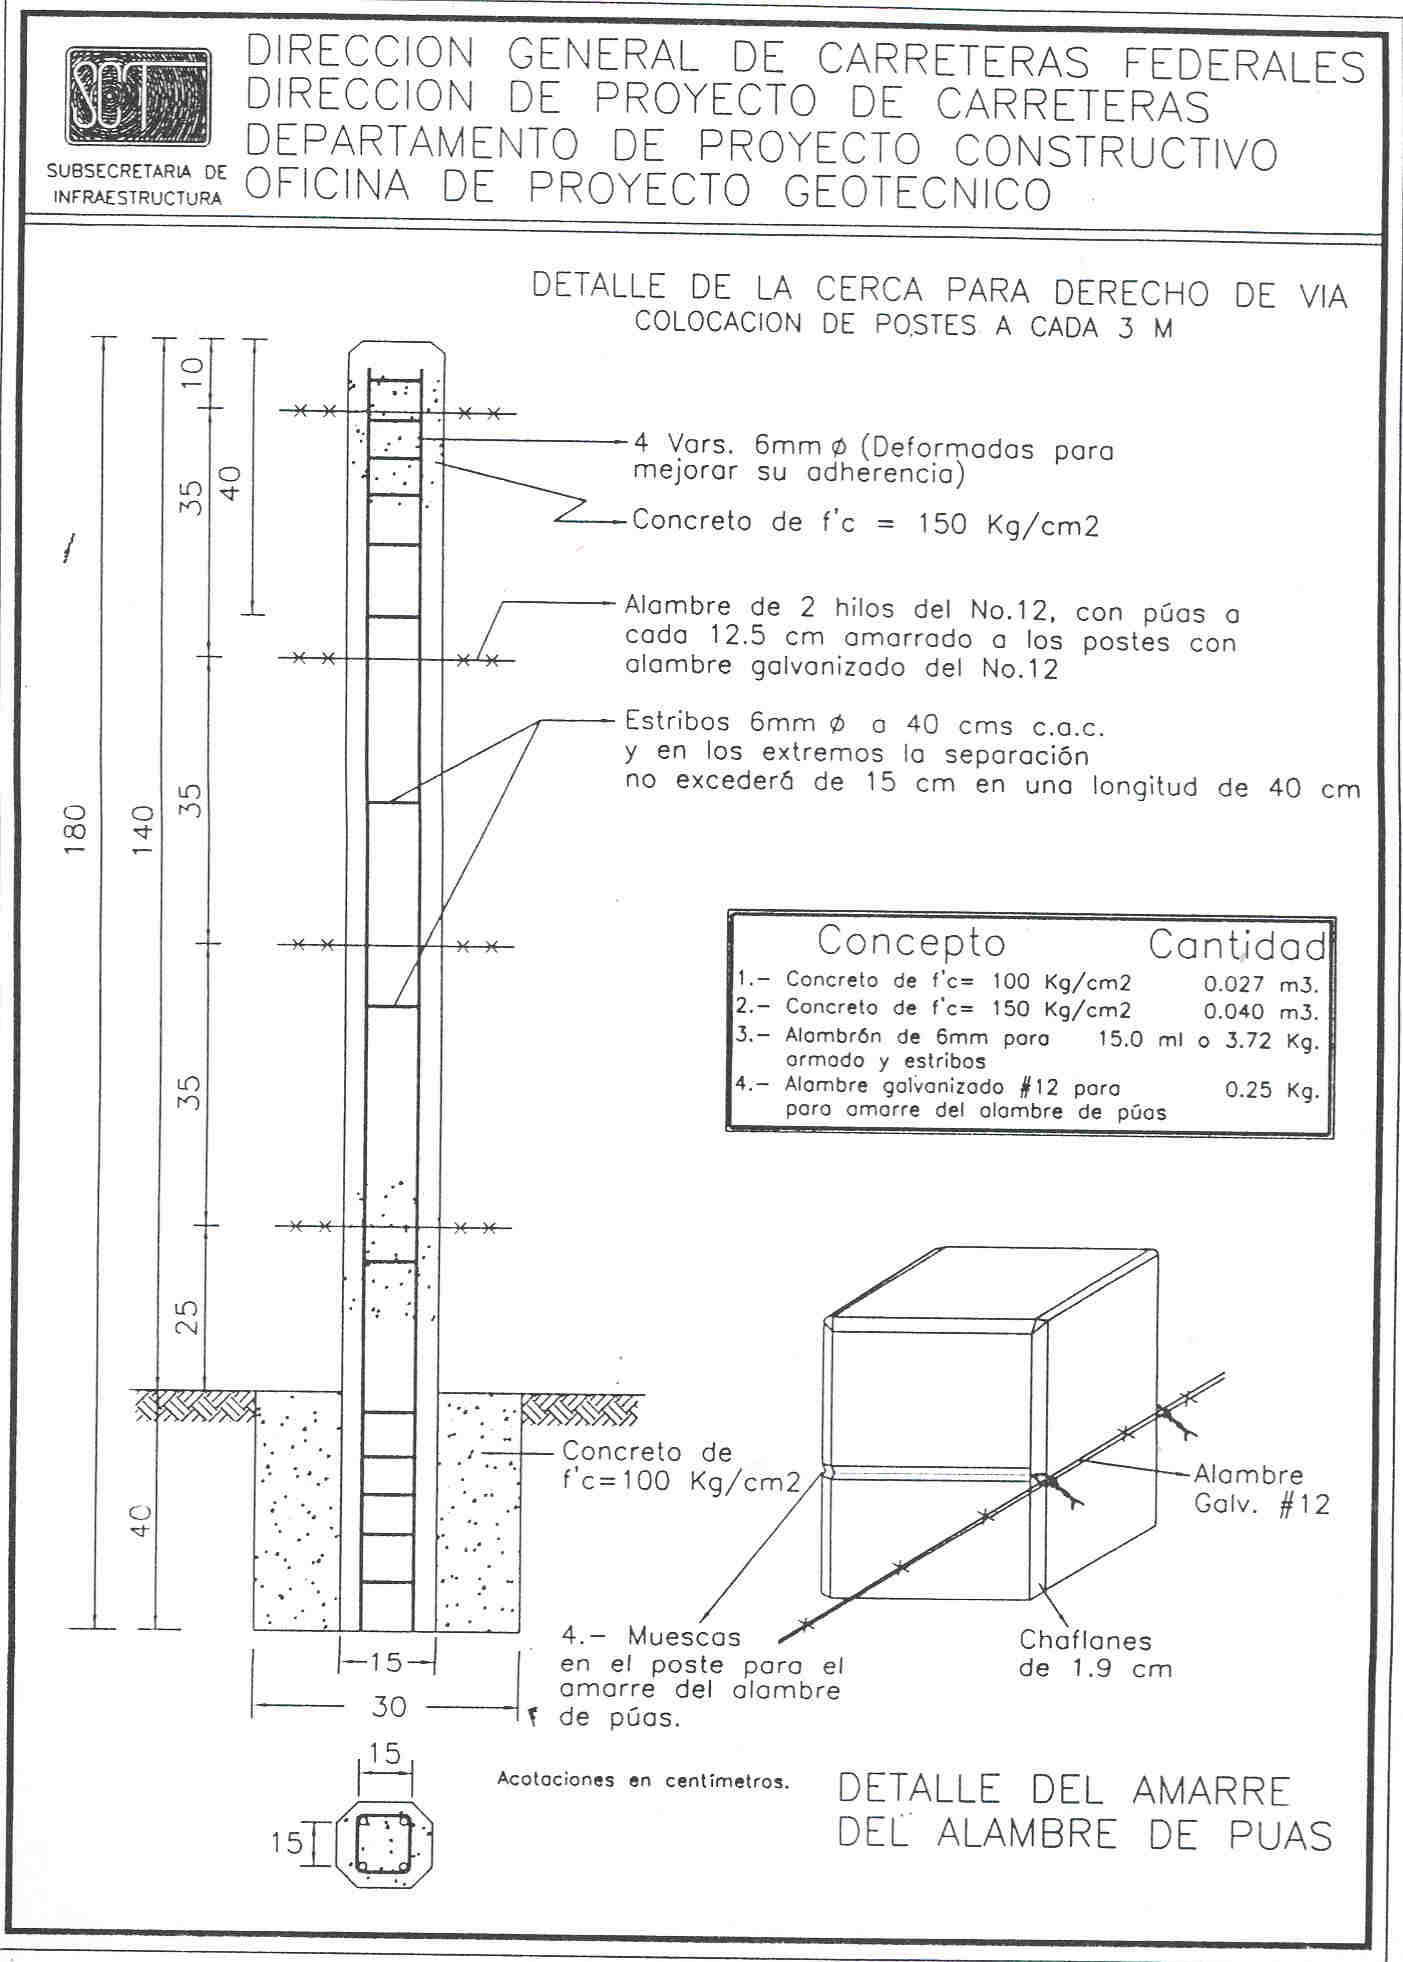 SCT
SUBSECRETARIA DE
INFRAESTRUCTURA
DIRECCION GENERAL DE CARRETERAS FEDERALES
DIRECCION DE PROYECTO DE CARRETERAS
DEPARTAMENTO DE PROYECTO CONSTRUCTIVO
OFICINA DE PROYECTO GEOTECNICO
DETALLE DE LA CERCA PARA DERECHO DE VIA
COLOCACION DE POSTES A CADA 3 M
180
140
10
35
40
35
35
25
40
4 Vars. 6mm ø (Deformadas para
mejorar su adherencia)
Concreto de f'c = 150 Kg/cm2
Alambre de 2 hilos del No.12, con púas a
cada 12.5 cm amarrado a los postes con
alambre galvanizado del No.12
Estribos 6mm ø a 40 cms c.a.c.
y en los extremos la separación
no excederá de 15 cm en una longitud de 40 cm
Concepto Cantidad
1.- Concreto de f'c= 100 Kg/cm2 0.027 m3.
2.- Concreto de f'c= 150 Kg/cm2 0.040 m3.
3.- Alambrón de 6mm para 15.0 ml o 3.72 Kg.
armado y estribos
4.- Alambre galvanizado #12 para 0.25 Kg.
para amarre del alambre de púas
Concreto de
f'c=100 Kg/cm2
Alambre
Galv. #12
4.- Muescas
en el poste para el
amarre del alambre
de púas.
Chaflanes
de 1.9 cm
15
30
15
15
Acotaciones en centímetros.
DETALLE DEL AMARRE
DEL ALAMBRE DE PUAS